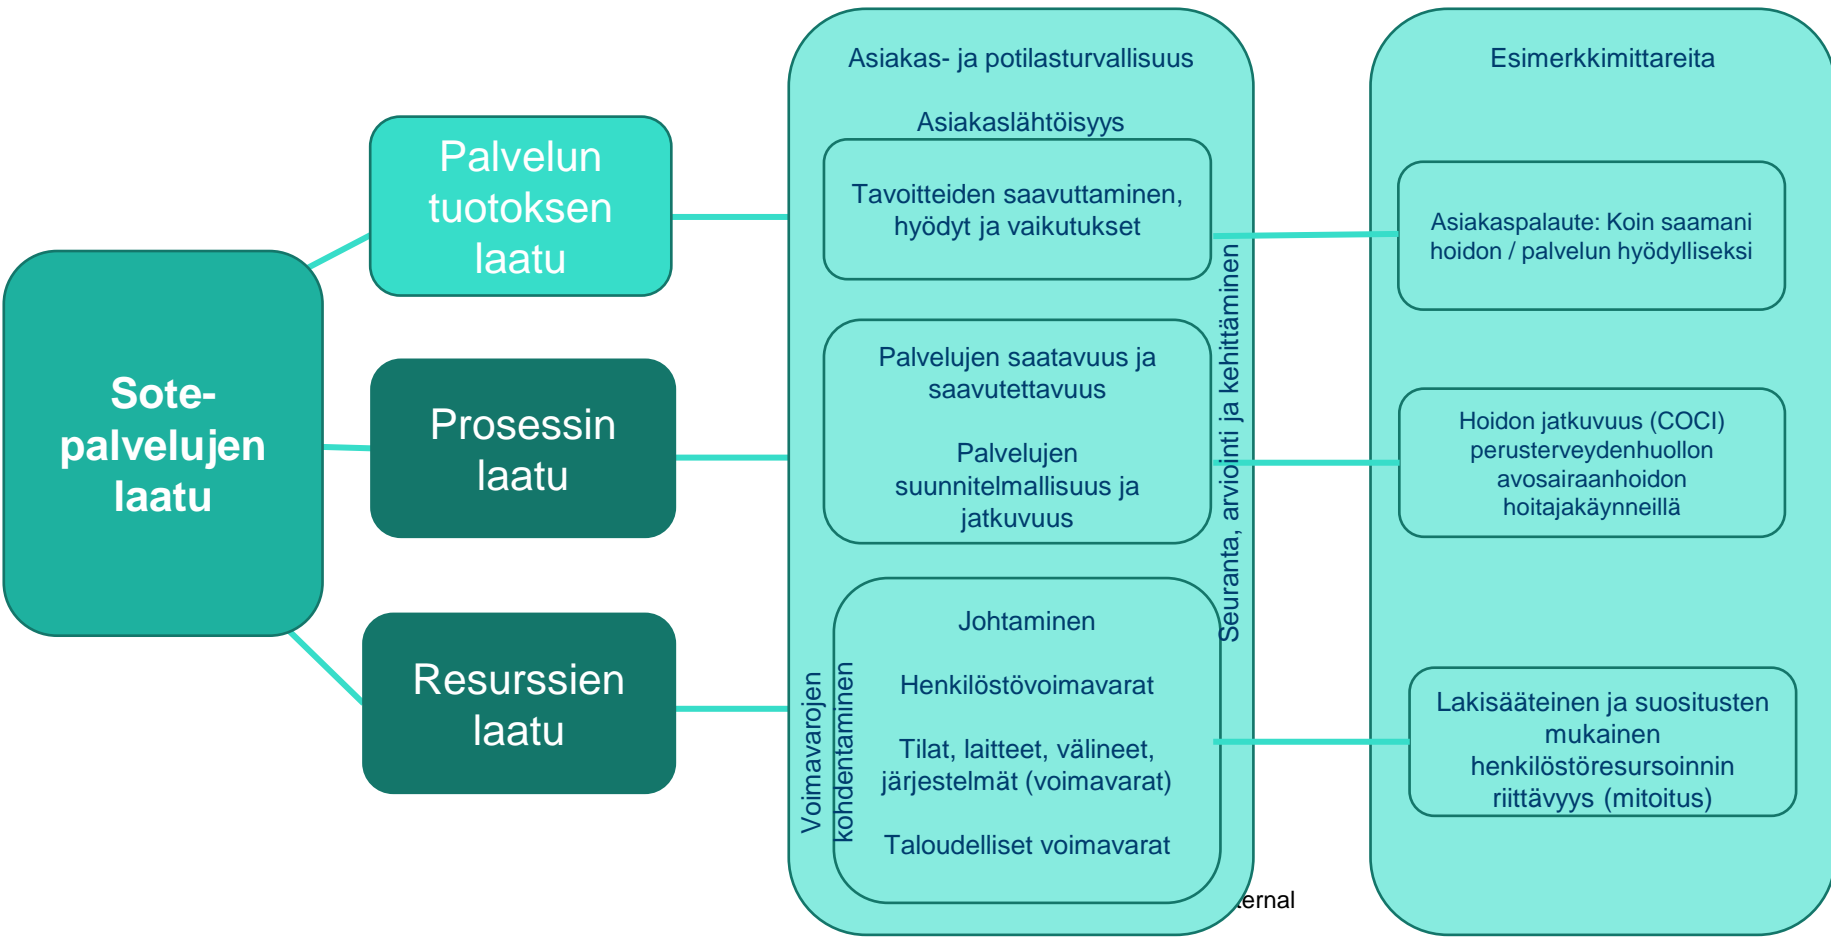 Sote-
palvelujen
laatu
Palvelun
tuotoksen
laatu
Prosessin
laatu
Resurssien
laatu
Asiakas- ja potilasturvallisuus
Asiakaslähtöisyys
Tavoitteiden saavuttaminen,
hyödyt ja vaikutukset
Palvelujen saatavuus ja
saavutettavuus
Palvelujen
suunnitelmallisuus ja
jatkuvuus
Johtaminen
Henkilöstövoimavarat
Tilat, laitteet, välineet,
järjestelmät (voimavarat)
Taloudelliset voimavarat
Voimavarojen
kohdentaminen
Seuranta, arviointi ja kehittäminen
Esimerkkimittareita
Asiakaspalaute: Koin saamani
hoidon / palvelun hyödylliseksi
Hoidon jatkuvuus (COCI)
perusterveydenhuollon
avosairaanhoidon
hoitajakäynneillä
Lakisääteinen ja suositusten
mukainen
henkilöstöresursoinnin
riittävyys (mitoitus)
ternal